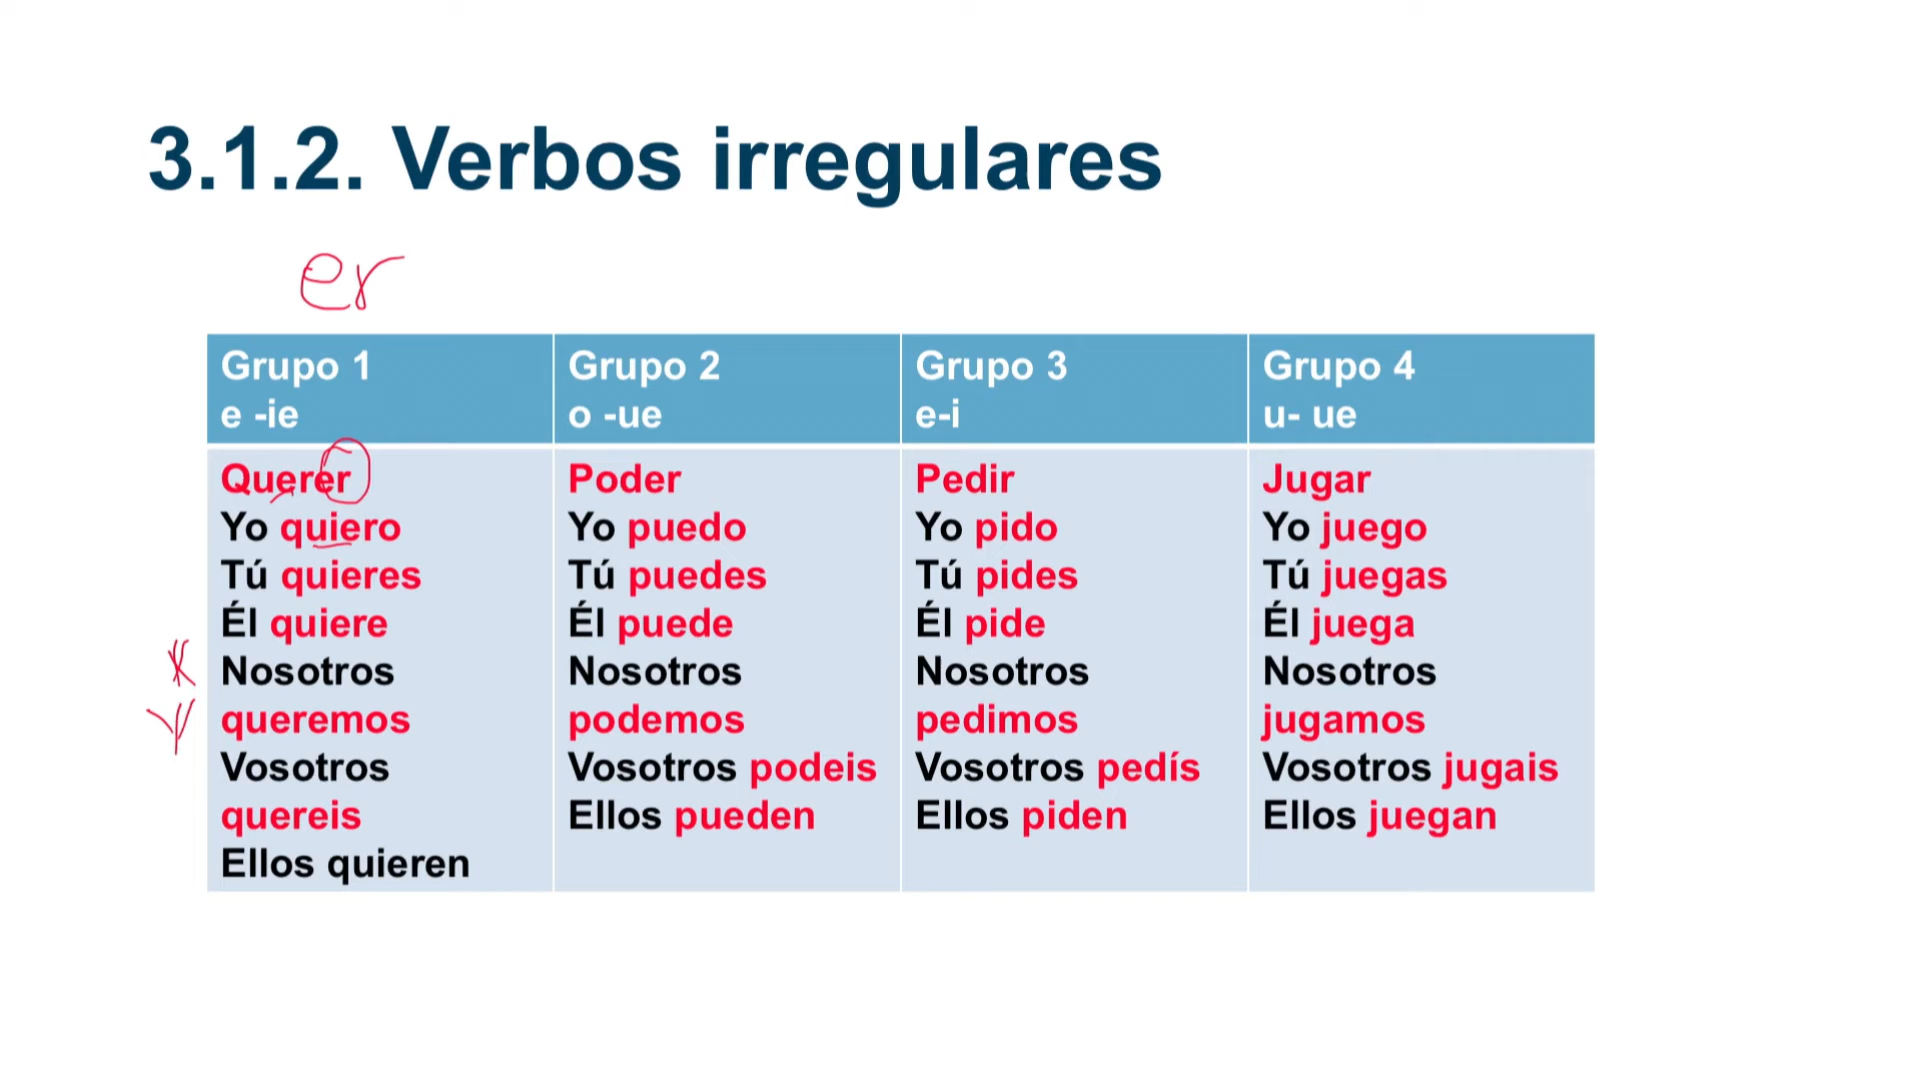 3.1.2. Verbos irregulares
er
Grupo 1
e -ie
Querer
Yo quiero
Tú quieres
Él quiere
Nosotros
queremos
Vosotros
quereis
Ellos quieren
Grupo 2
o -ue
Poder
Yo puedo
Tú puedes
Él puede
Nosotros
podemos
Vosotros podeis
Ellos pueden
Grupo 3
e-i
Pedir
Yo pido
Tú pides
Él pide
Nosotros
pedimos
Vosotros pedís
Ellos piden
Grupo 4
u- ue
Jugar
Yo juego
Tú juegas
Él juega
Nosotros
jugamos
Vosotros jugais
Ellos juegan